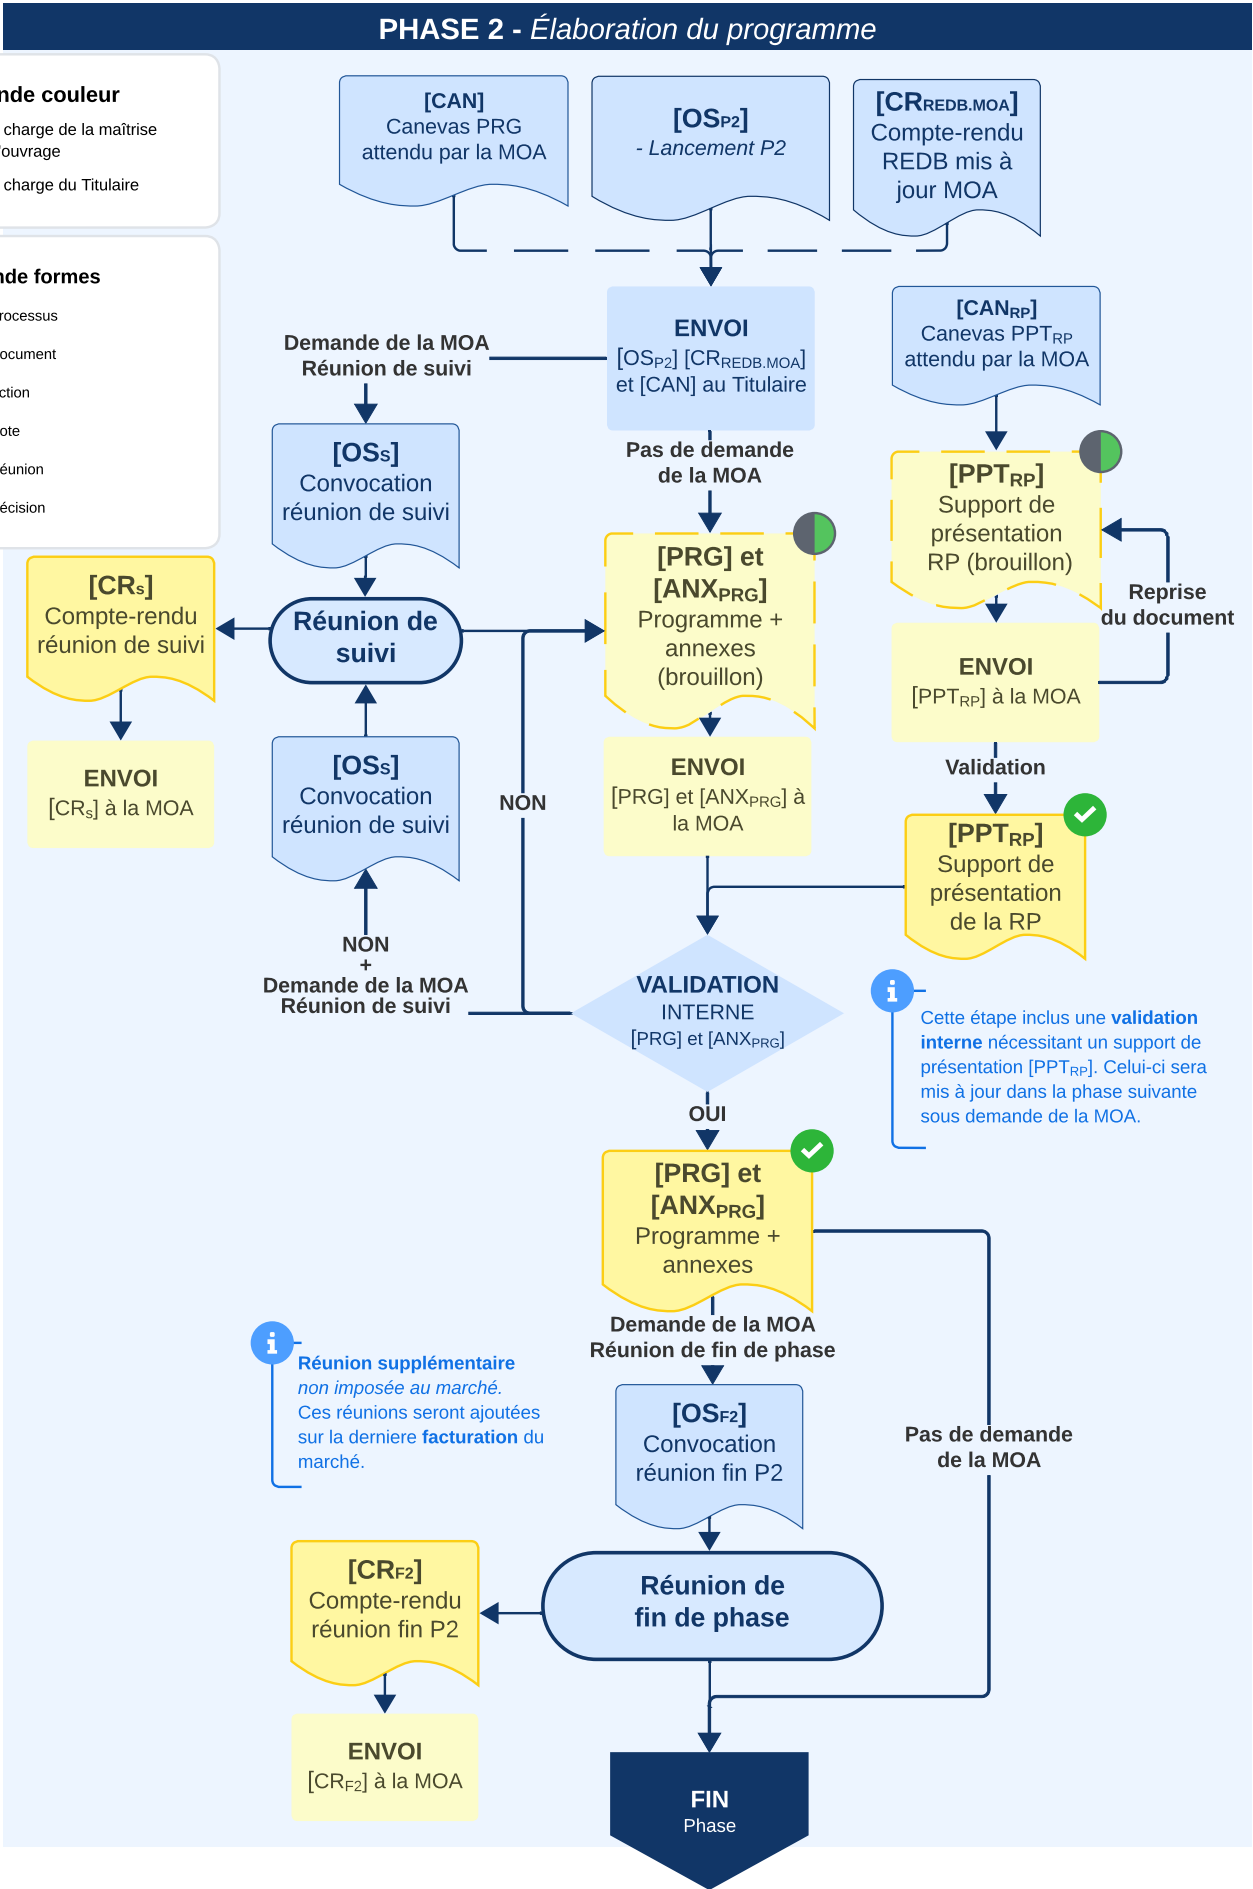 PHASE 2 - Élaboration du programme
nde couleur
charge de la maîtrise
'ouvrage
charge du Titulaire
nde formes
rocessus
ocument
ction
ote
éunion
écision
[CAN]
Canevas PRG
attendu par la MOA
[OSP2]
- Lancement P2
[CRREDB.MOA]
Compte-rendu
REDB mis à
jour MOA
ENVOI
[OSP2] [CRREDB.MOA]
et [CAN] au Titulaire
[CANRP]
Canevas PPTRP
attendu par la MOA
Demande de la MOA
Réunion de suivi
Pas de demande
de la MOA
[OSS]
Convocation
réunion de suivi
[PPTRP]
Support de
présentation
RP (brouillon)
Reprise
du document
[CRs]
Compte-rendu
réunion de suivi
Réunion de
suivi
[PRG] et
[ANXPRG]
Programme +
annexes
(brouillon)
ENVOI
[PPTRP] à la MOA
ENVOI
[CRs] à la MOA
[OSS]
Convocation
réunion de suivi
NON
ENVOI
[PRG] et [ANXPRG] à
la MOA
Validation
[PPTRP]
Support de
présentation
de la RP
NON
+
Demande de la MOA
Réunion de suivi
VALIDATION
INTERNE
[PRG] et [ANXPRG]
Cette étape inclus une validation
interne nécessitant un support de
présentation [PPTRP]. Celui-ci sera
mis à jour dans la phase suivante
sous demande de la MOA.
OUI
[PRG] et
[ANXPRG]
Programme +
annexes
Demande de la MOA
Réunion de fin de phase
Réunion supplémentaire
non imposée au marché.
Ces réunions seront ajoutées
sur la derniere facturation du
marché.
[OSF2]
Convocation
réunion fin P2
Pas de demande
de la MOA
[CRF2]
Compte-rendu
réunion fin P2
Réunion de
fin de phase
ENVOI
[CRF2] à la MOA
FIN
Phase